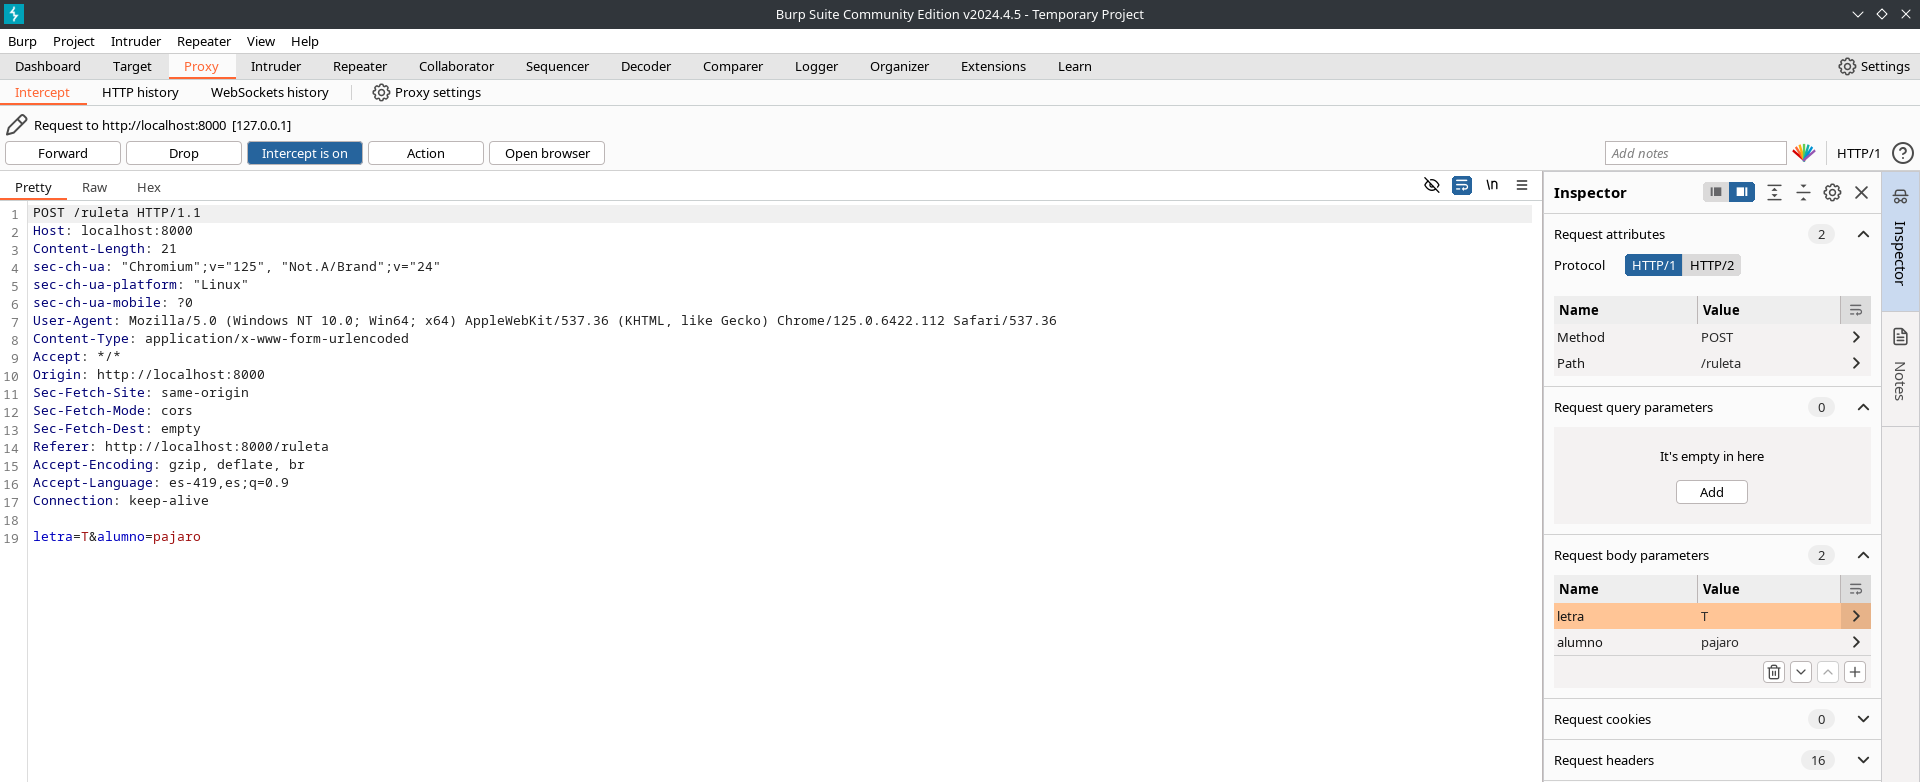 Burp Suite Community Edition v2024.4.5 - Temporary Project
Burp Project Intruder Repeater View Help
Dashboard Target Proxy Intruder Repeater Collaborator Sequencer Decoder Comparer Logger Organizer Extensions Learn Settings
Intercept HTTP history WebSockets history Proxy settings
Request to http://localhost:8000 [127.0.0.1]
Forward Drop Intercept is on Action Open browser Add notes HTTP/1 ?
Pretty Raw Hex \n
1 POST /ruleta HTTP/1.1
2 Host: localhost:8000
3 Content-Length: 21
4 sec-ch-ua: "Chromium";v="125", "Not.A/Brand";v="24"
5 sec-ch-ua-platform: "Linux"
6 sec-ch-ua-mobile: ?0
7 User-Agent: Mozilla/5.0 (Windows NT 10.0; Win64; x64) AppleWebKit/537.36 (KHTML, like Gecko) Chrome/125.0.6422.112 Safari/537.36
8 Content-Type: application/x-www-form-urlencoded
9 Accept: */*
10 Origin: http://localhost:8000
11 Sec-Fetch-Site: same-origin
12 Sec-Fetch-Mode: cors
13 Sec-Fetch-Dest: empty
14 Referer: http://localhost:8000/ruleta
15 Accept-Encoding: gzip, deflate, br
16 Accept-Language: es-419,es;q=0.9
17 Connection: keep-alive
18
19 letra=T&alumno=pajaro
Inspector
Request attributes 2
Protocol HTTP/1 HTTP/2
Name Value
Method POST
Path /ruleta
Request query parameters 0
It's empty in here
Add
Request body parameters 2
Name Value
letra T
alumno pajaro
Request cookies 0
Request headers 16
Inspector
Notes